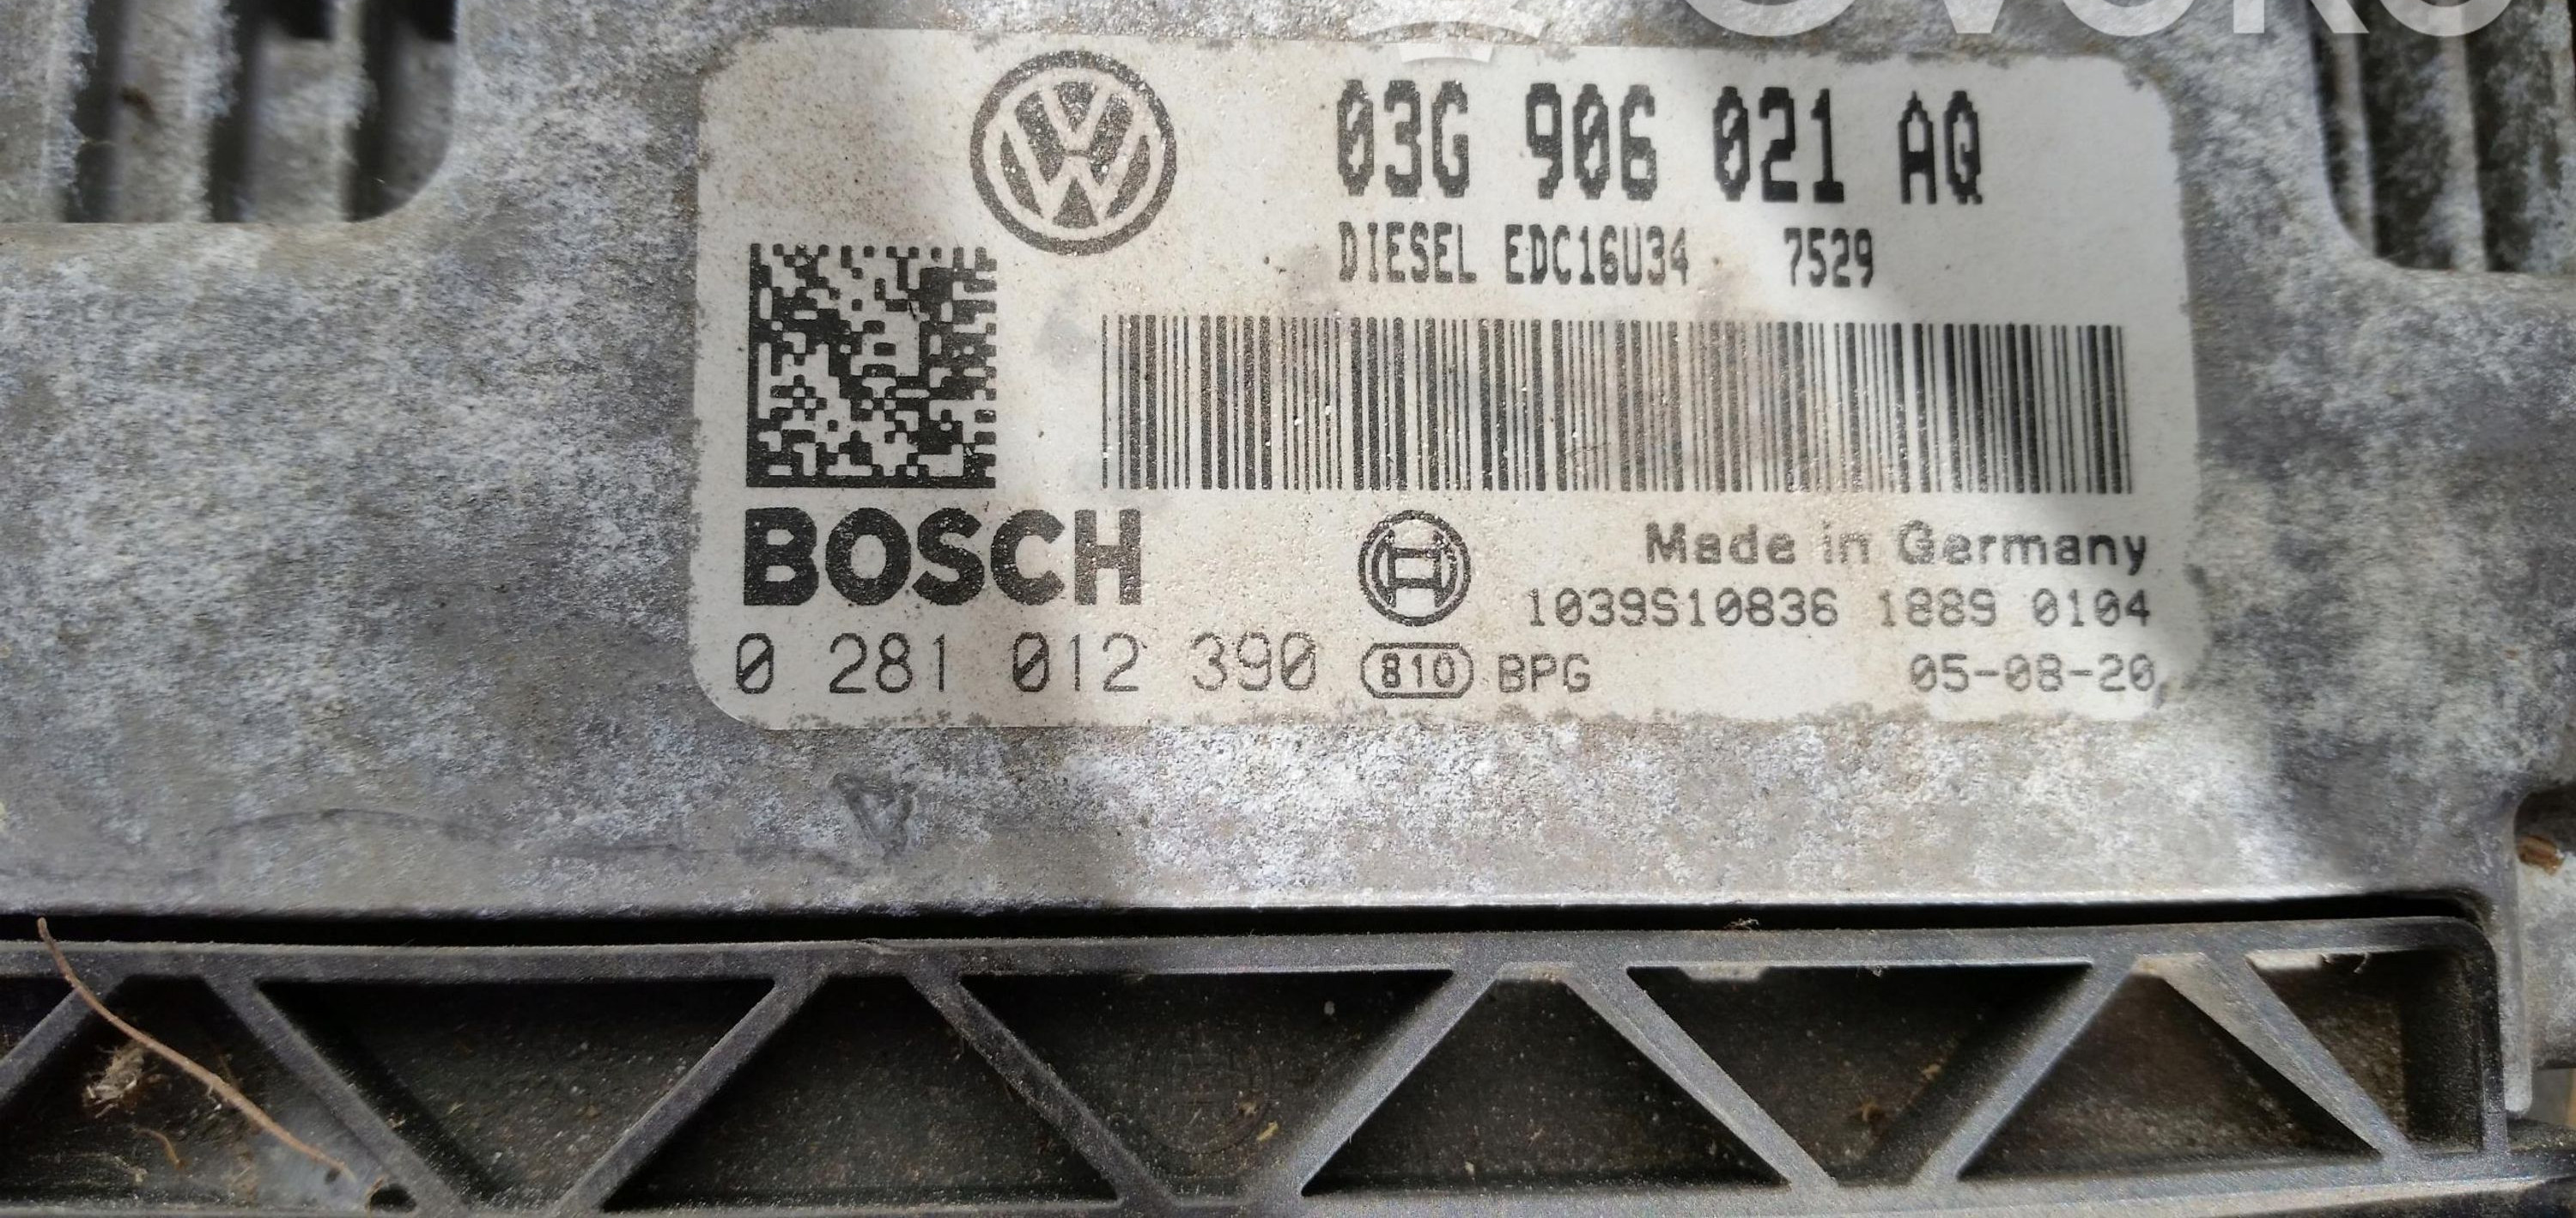 03G 906 021 AQ
DIESEL EDC16U34 7529
BOSCH
Made in Germany
1039S10836 1889 0104
0 281 012 390 810 BPG 05-08-20